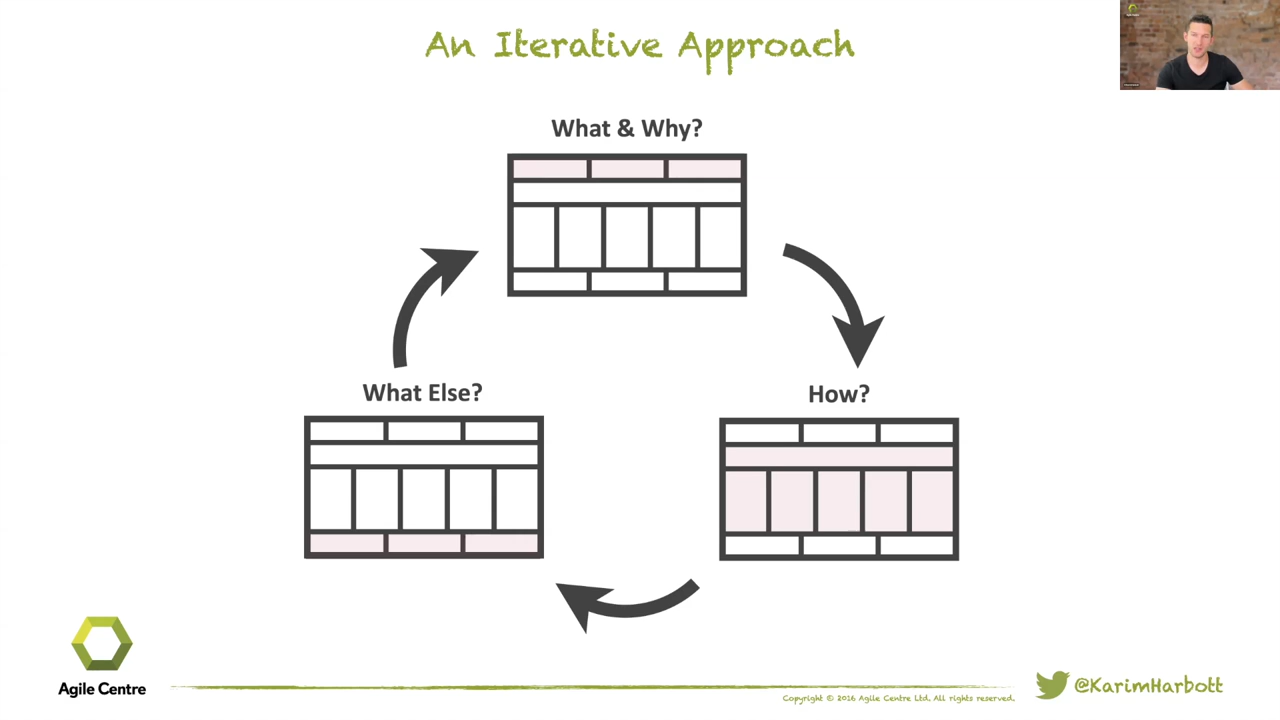 An Iterative Approach
What & Why?
What Else?
How?
Agile Centre
Copyright © 2016 Agile Centre Ltd. All rights reserved.
@KarimHarbott